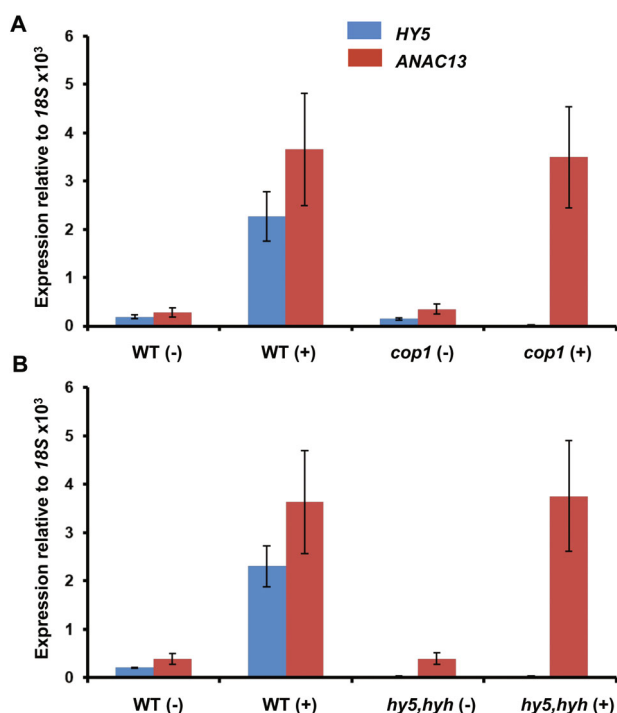 A
HY5
ANAC13
Expression relative to 18S x10³
6
5
4
3
2
1
0
WT (-) WT (+) cop1 (-) cop1 (+)
B
Expression relative to 18S x10³
6
5
4
3
2
1
0
WT (-) WT (+) hy5,hyh (-) hy5,hyh (+)